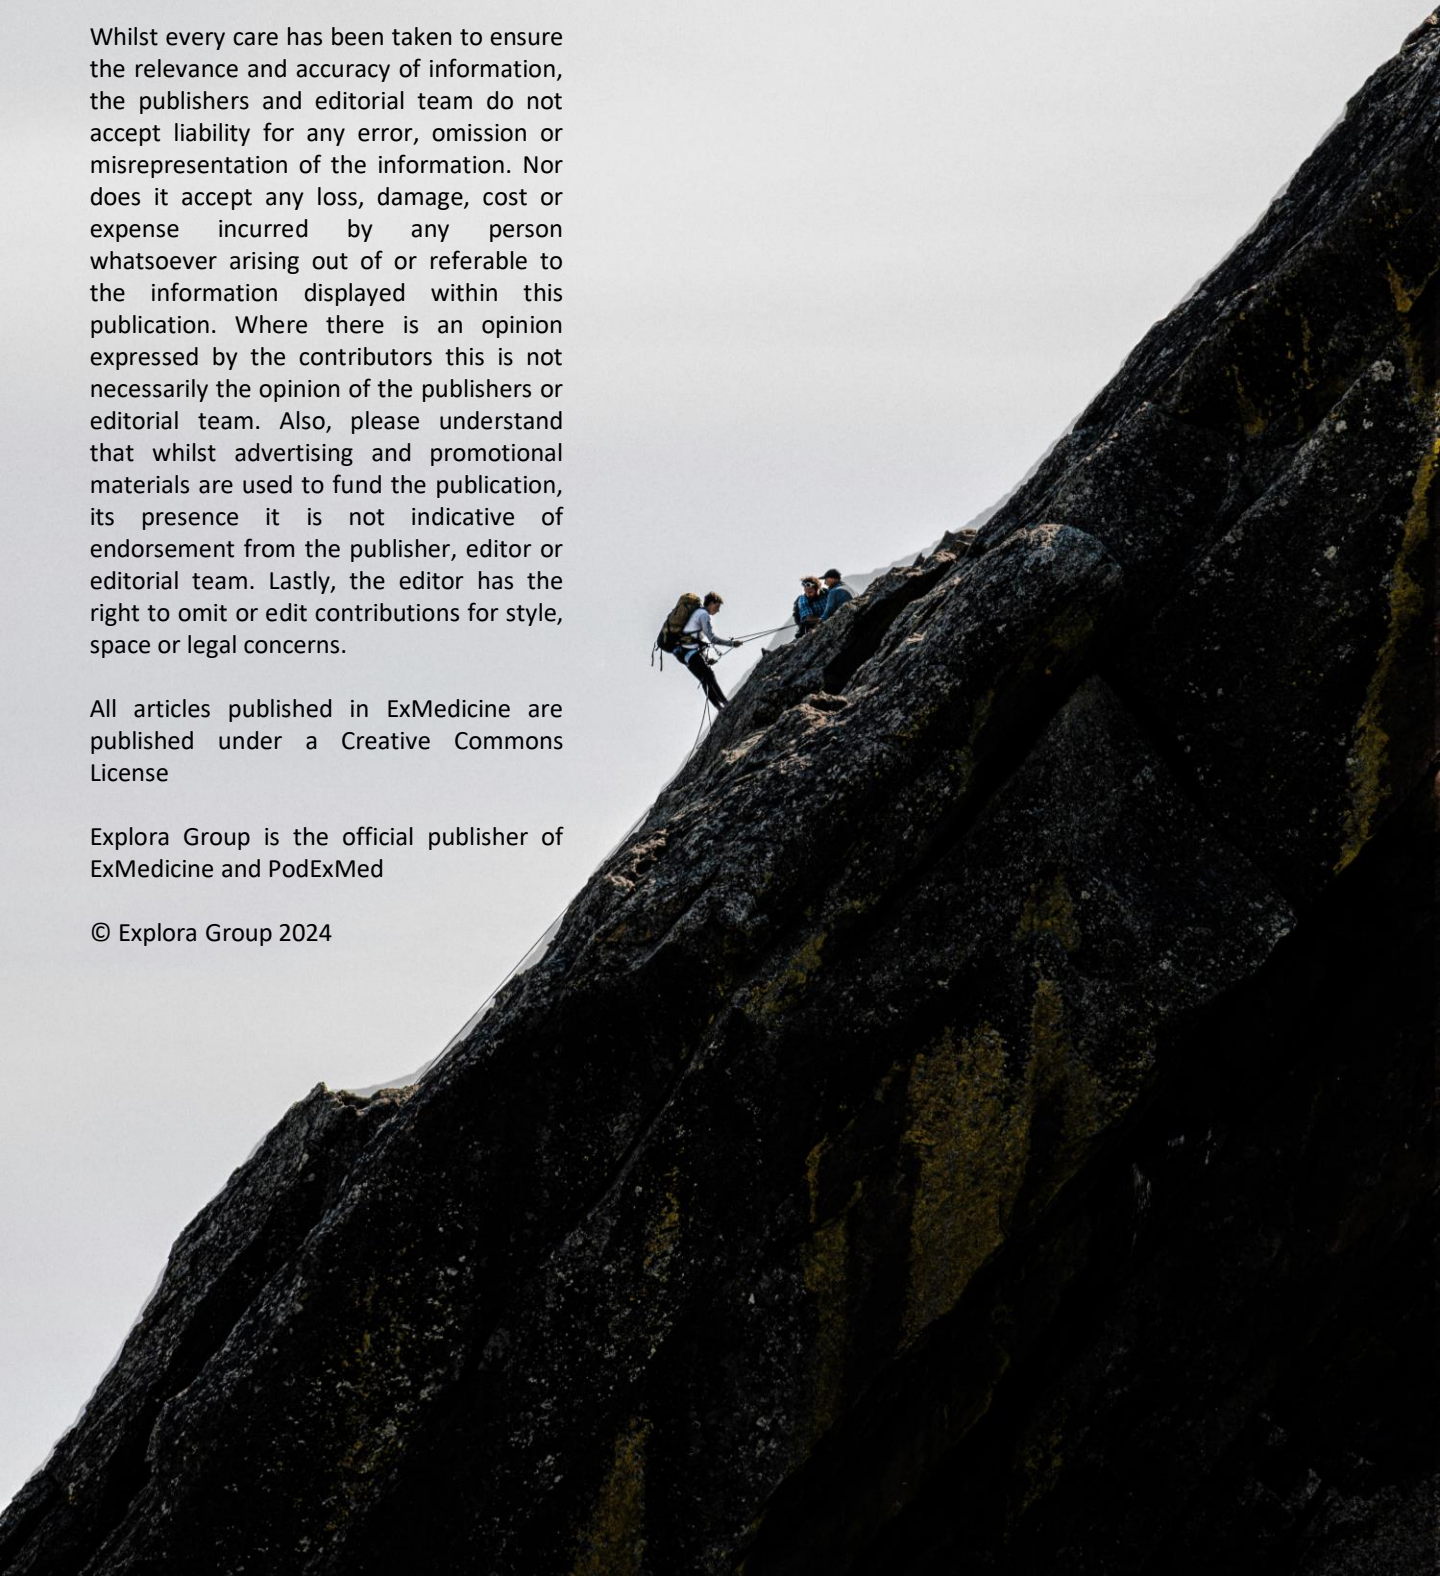 Whilst every care has been taken to ensure
the relevance and accuracy of information,
the publishers and editorial team do not
accept liability for any error, omission or
misrepresentation of the information. Nor
does it accept any loss, damage, cost or
expense incurred by any person
whatsoever arising out of or referable to
the information displayed within this
publication. Where there is an opinion
expressed by the contributors this is not
necessarily the opinion of the publishers or
editorial team. Also, please understand
that whilst advertising and promotional
materials are used to fund the publication,
its presence it is not indicative of
endorsement from the publisher, editor or
editorial team. Lastly, the editor has the
right to omit or edit contributions for style,
space or legal concerns.
All articles published in ExMedicine are
published under a Creative Commons
License
Explora Group is the official publisher of
ExMedicine and PodExMed
© Explora Group 2024